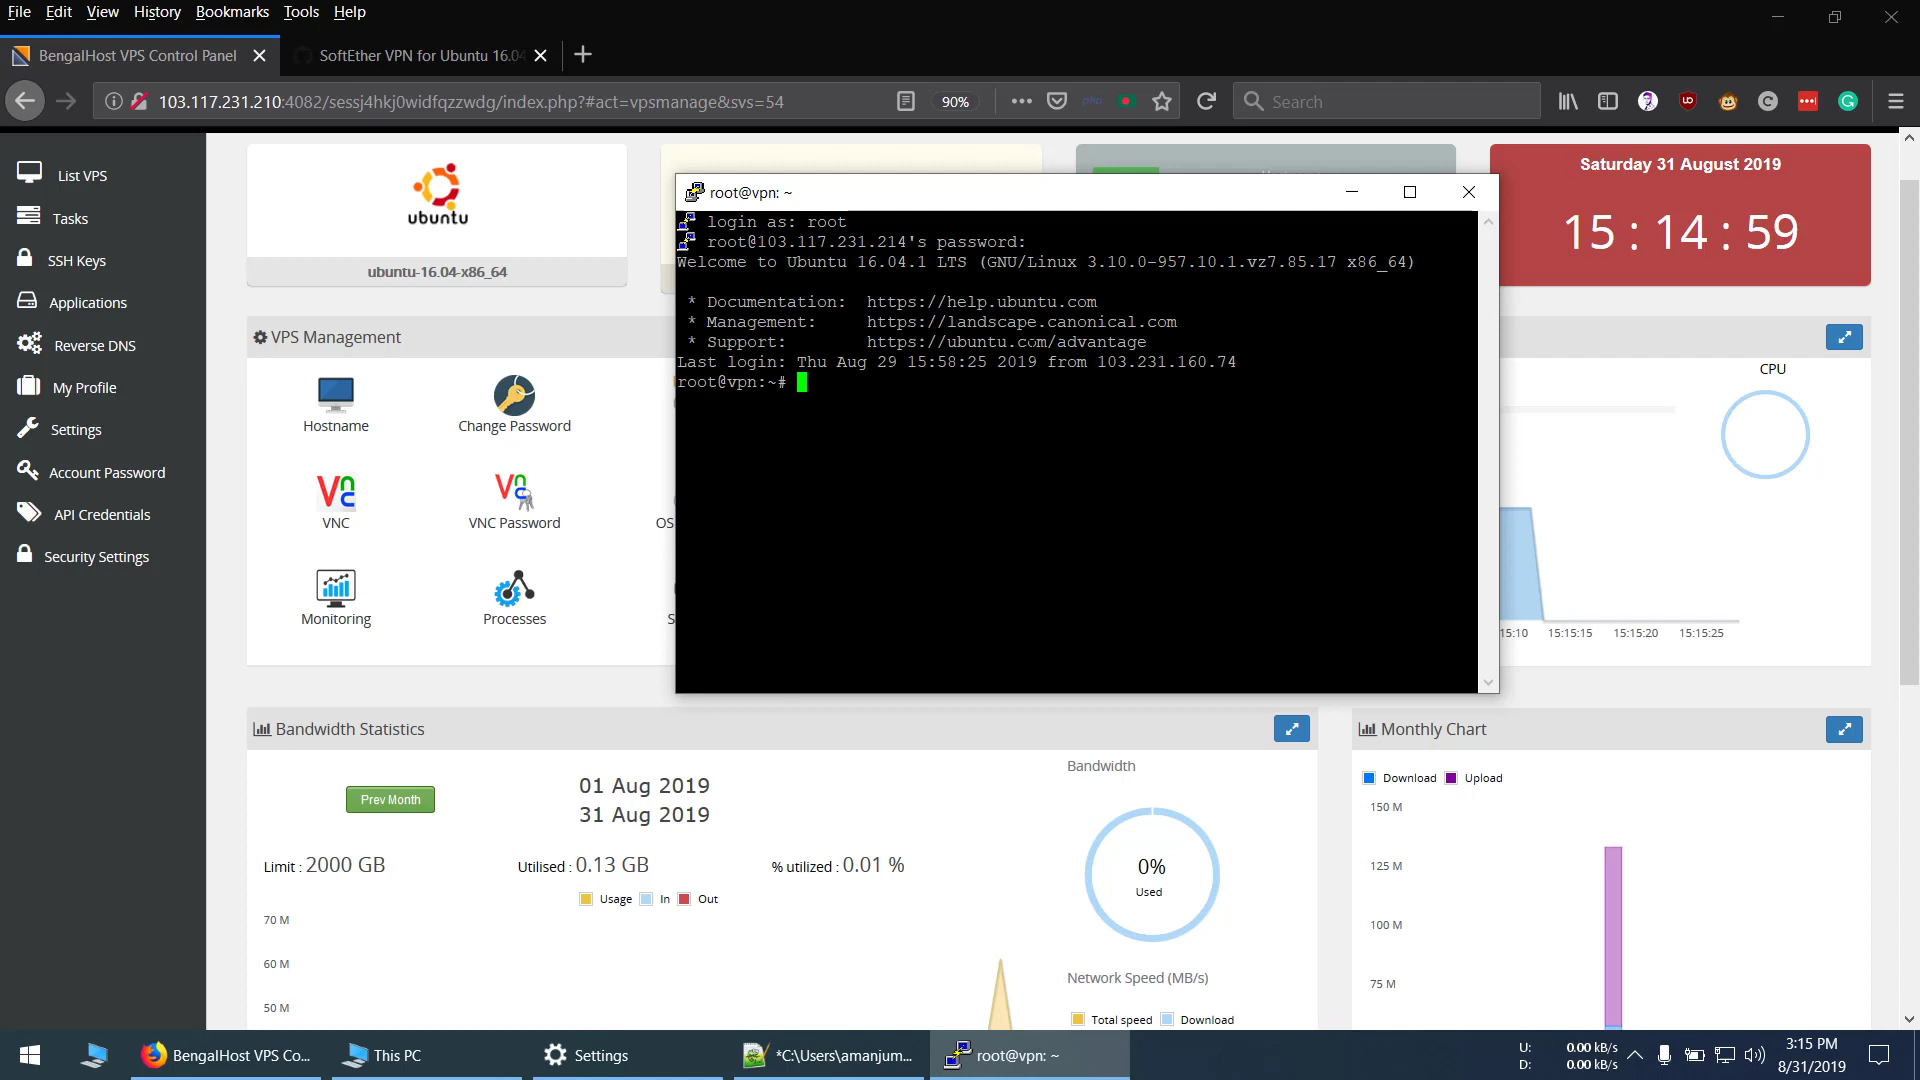 File Edit View History Bookmarks Tools Help
BengalHost VPS Control Panel
SoftEther VPN for Ubuntu 16.04
103.117.231.210:4082/sessj4hkj0widfqzzwdg/index.php?#act=vpsmanage&svs=54
90%
Search
List VPS
Tasks
SSH Keys
Applications
Reverse DNS
My Profile
Settings
Account Password
API Credentials
Security Settings
ubuntu
ubuntu-16.04-x86_64
Saturday 31 August 2019
15 : 14 : 59
root@vpn: ~
login as: root
root@103.117.231.214's password:
Welcome to Ubuntu 16.04.1 LTS (GNU/Linux 3.10.0-957.10.1.vz7.85.17 x86_64)
* Documentation: https://help.ubuntu.com
* Management: https://landscape.canonical.com
* Support: https://ubuntu.com/advantage
Last login: Thu Aug 29 15:58:25 2019 from 103.231.160.74
root@vpn:~#
VPS Management
Hostname
Change Password
VNC
VNC Password
OS
Monitoring
Processes
S
CPU
15:10 15:15:15 15:15:20 15:15:25
Bandwidth Statistics
Prev Month
01 Aug 2019
31 Aug 2019
Limit : 2000 GB
Utilised : 0.13 GB
% utilized : 0.01 %
Usage In Out
70 M
60 M
50 M
Bandwidth
0%
Used
Network Speed (MB/s)
Total speed Download
Monthly Chart
Download Upload
150 M
125 M
100 M
75 M
BengalHost VPS Co...
This PC
Settings
*C:\Users\amanjum...
root@vpn: ~
U: 0.00 kB/s
D: 0.00 kB/s
3:15 PM
8/31/2019